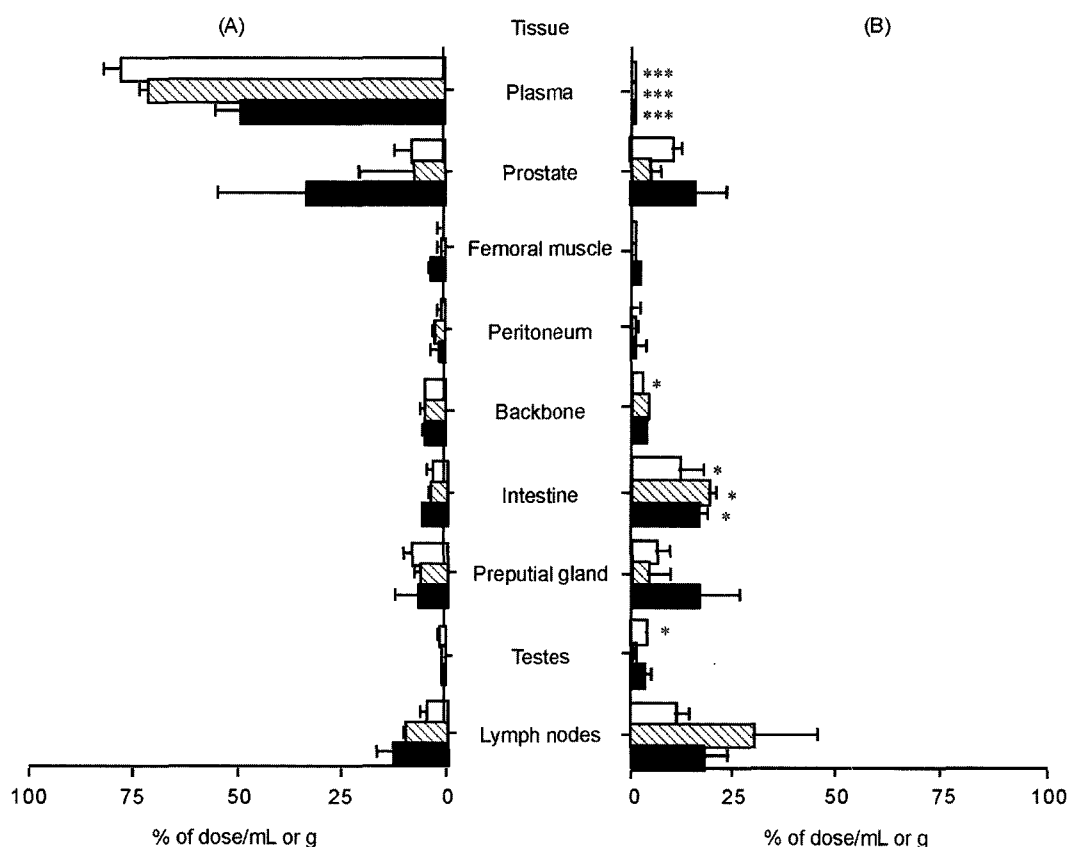 (A) Tissue (B)
Plasma ***
***
***
Prostate
Femoral muscle
Peritoneum
Backbone *
Intestine *
*
*
Preputial gland
Testes *
Lymph nodes
100 75 50 25 0 0 25 50 75 100
% of dose/mL or g % of dose/mL or g